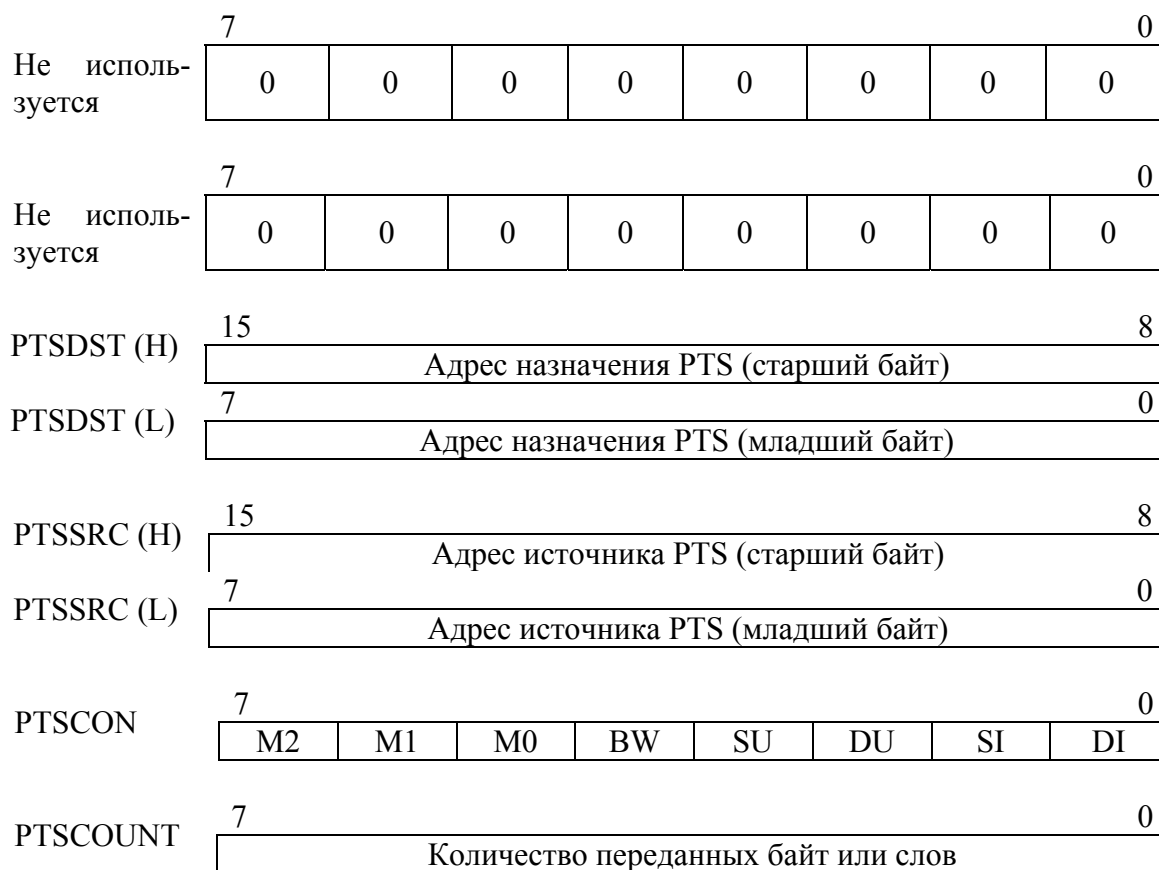 7 0
Не исполь-
зуется
0 0 0 0 0 0 0 0
7 0
Не исполь-
зуется
0 0 0 0 0 0 0 0
PTSDST (H)
15 8
Адрес назначения PTS (старший байт)
PTSDST (L)
7 0
Адрес назначения PTS (младший байт)
PTSSRC (H)
15 8
Адрес источника PTS (старший байт)
PTSSRC (L)
7 0
Адрес источника PTS (младший байт)
PTSCON
7 0
M2 M1 M0 BW SU DU SI DI
PTSCOUNT
7 0
Количество переданных байт или слов